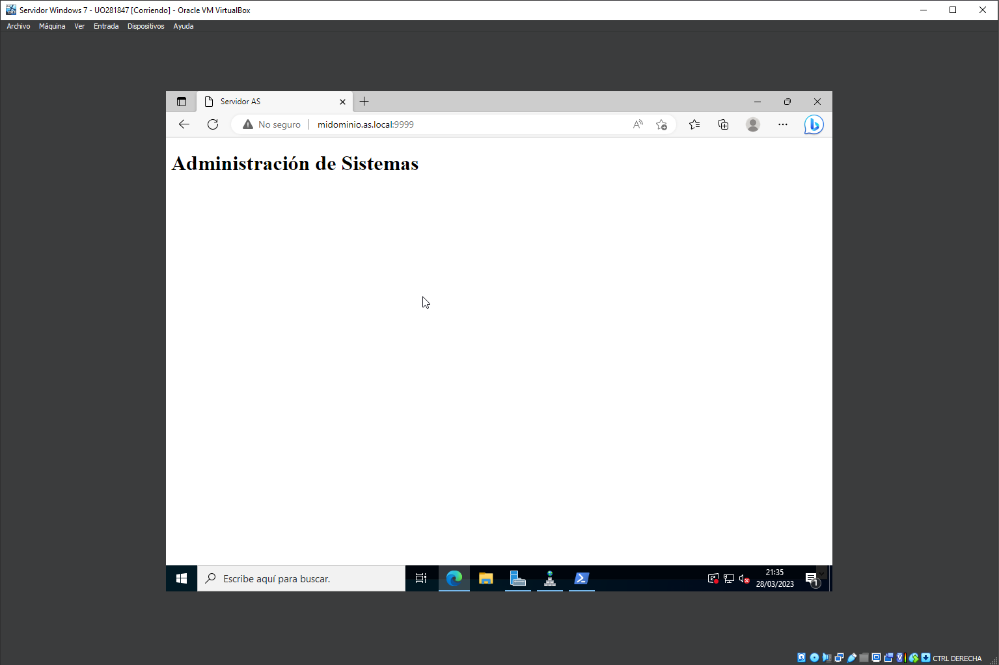 Servidor Windows 7 - UO281847 [Corriendo] - Oracle VM VirtualBox
Archivo Máquina Ver Entrada Dispositivos Ayuda
Servidor AS
No seguro midominio.as.local:9999
Administración de Sistemas
Escribe aquí para buscar.
21:35
28/03/2023
1
CTRL DERECHA